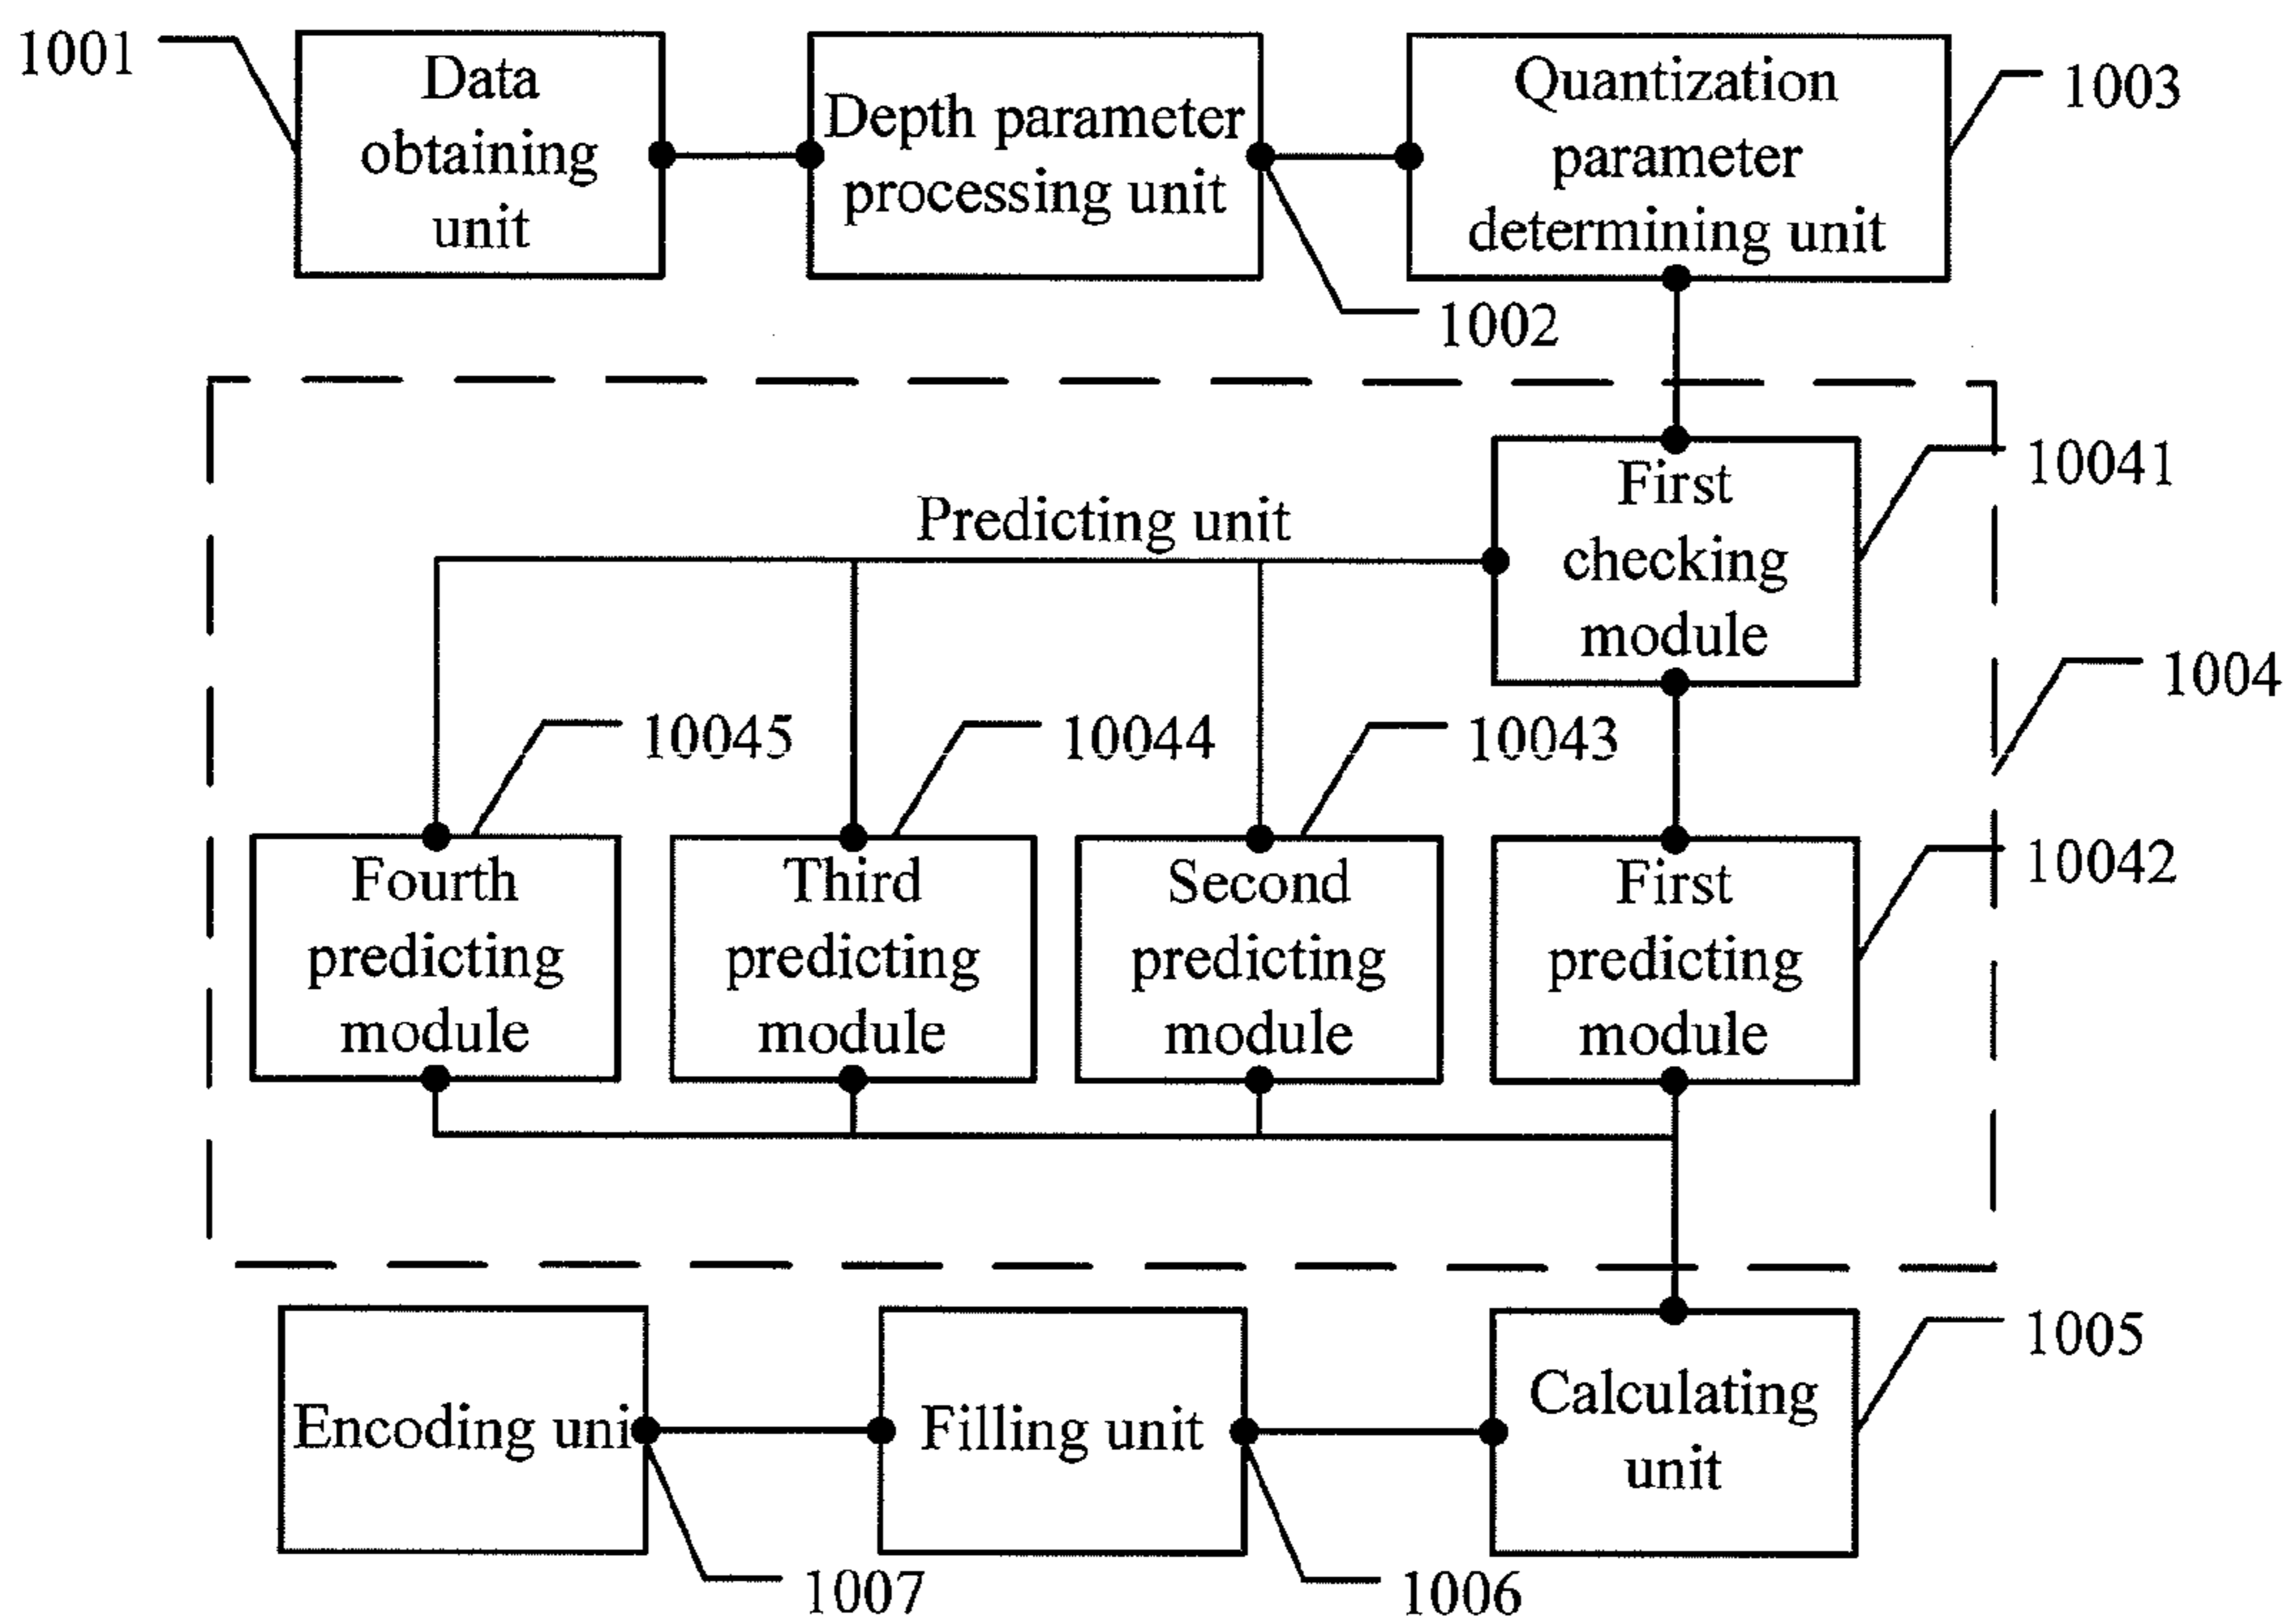 1001
Data
obtaining
unit
Depth parameter
processing unit
Quantization
parameter
determining unit
1003
1002
First
checking
module
10041
Predicting unit
1004
10045
10044
10043
Fourth
predicting
module
Third
predicting
module
Second
predicting
module
First
predicting
module
10042
Encoding uni
Filling unit
Calculating
unit
1005
1007
1006